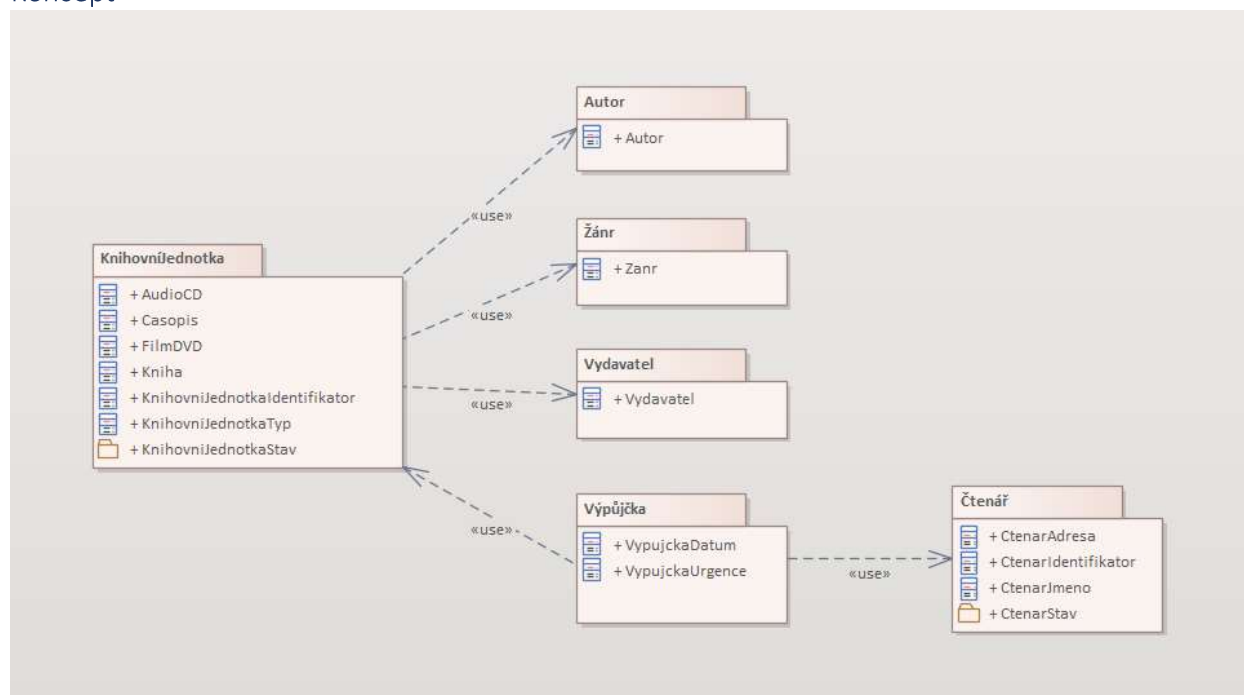 Koncept
Autor
+ Autor
«use»
Žánr
+ Zanr
«use»
KnihovníJednotka
+ AudioCD
+ Casopis
+ FilmDVD
+ Kniha
+ KnihovniJednotkaIdentifikator
+ KnihovniJednotkaTyp
+ KnihovniJednotkaStav
Vydavatel
+ Vydavatel
«use»
Výpůjčka
+ VypujckaDatum
+ VypujckaUrgence
«use»
«use»
Čtenář
+ CtenarAdresa
+ CtenarIdentifikator
+ CtenarJmeno
+ CtenarStav